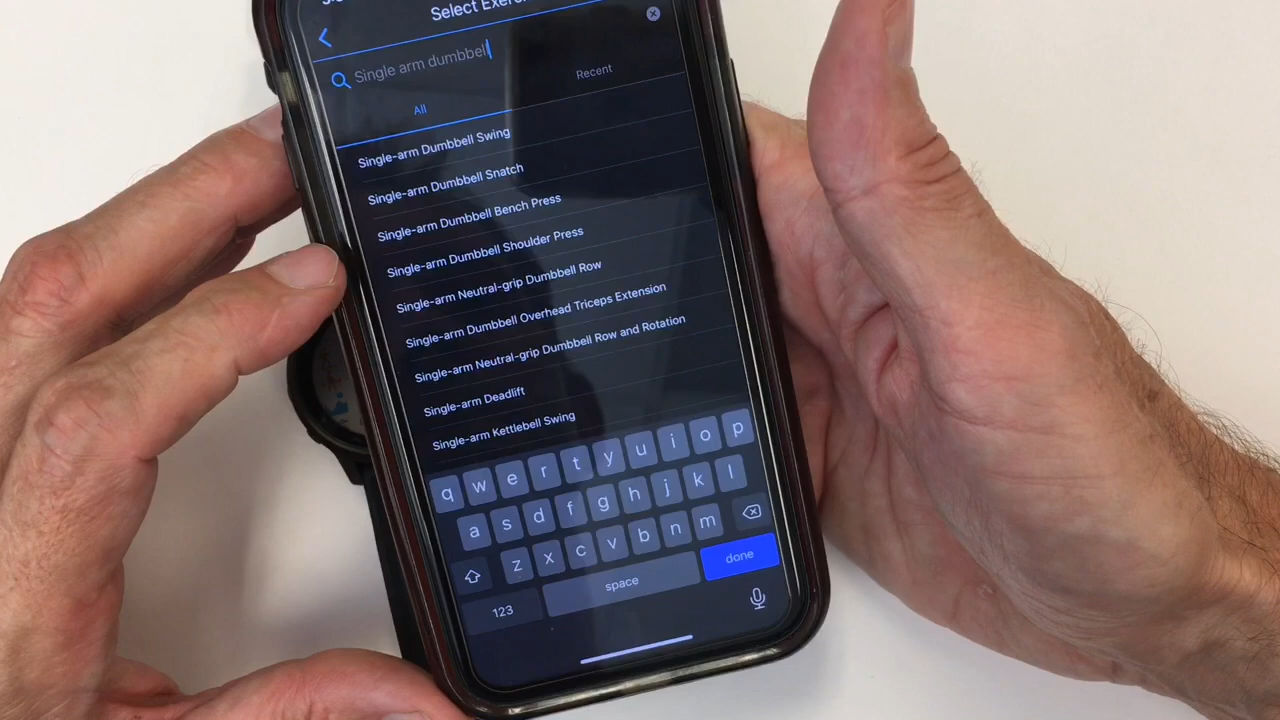 Select Exer
Single arm dumbbell
All
Recent
Single-arm Dumbbell Swing
Single-arm Dumbbell Snatch
Single-arm Dumbbell Bench Press
Single-arm Dumbbell Shoulder Press
Single-arm Neutral-grip Dumbbell Row
Single-arm Dumbbell Overhead Triceps Extension
Single-arm Neutral-grip Dumbbell Row and Rotation
Single-arm Deadlift
Single-arm Kettlebell Swing
q w e r t y u i o p
a s d f g h j k l
z x c v b n m
123 space done